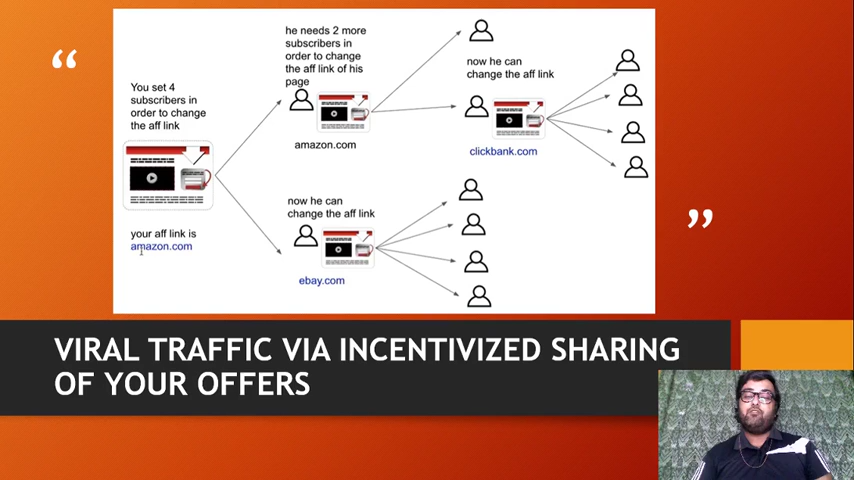 “
You set 4
subscribers in
order to change
the aff link
your aff link is
amazon.com
he needs 2 more
subscribers in
order to change
the aff link of his
page
amazon.com
now he can
change the aff link
clickbank.com
now he can
change the aff link
ebay.com
”
VIRAL TRAFFIC VIA INCENTIVIZED SHARING
OF YOUR OFFERS